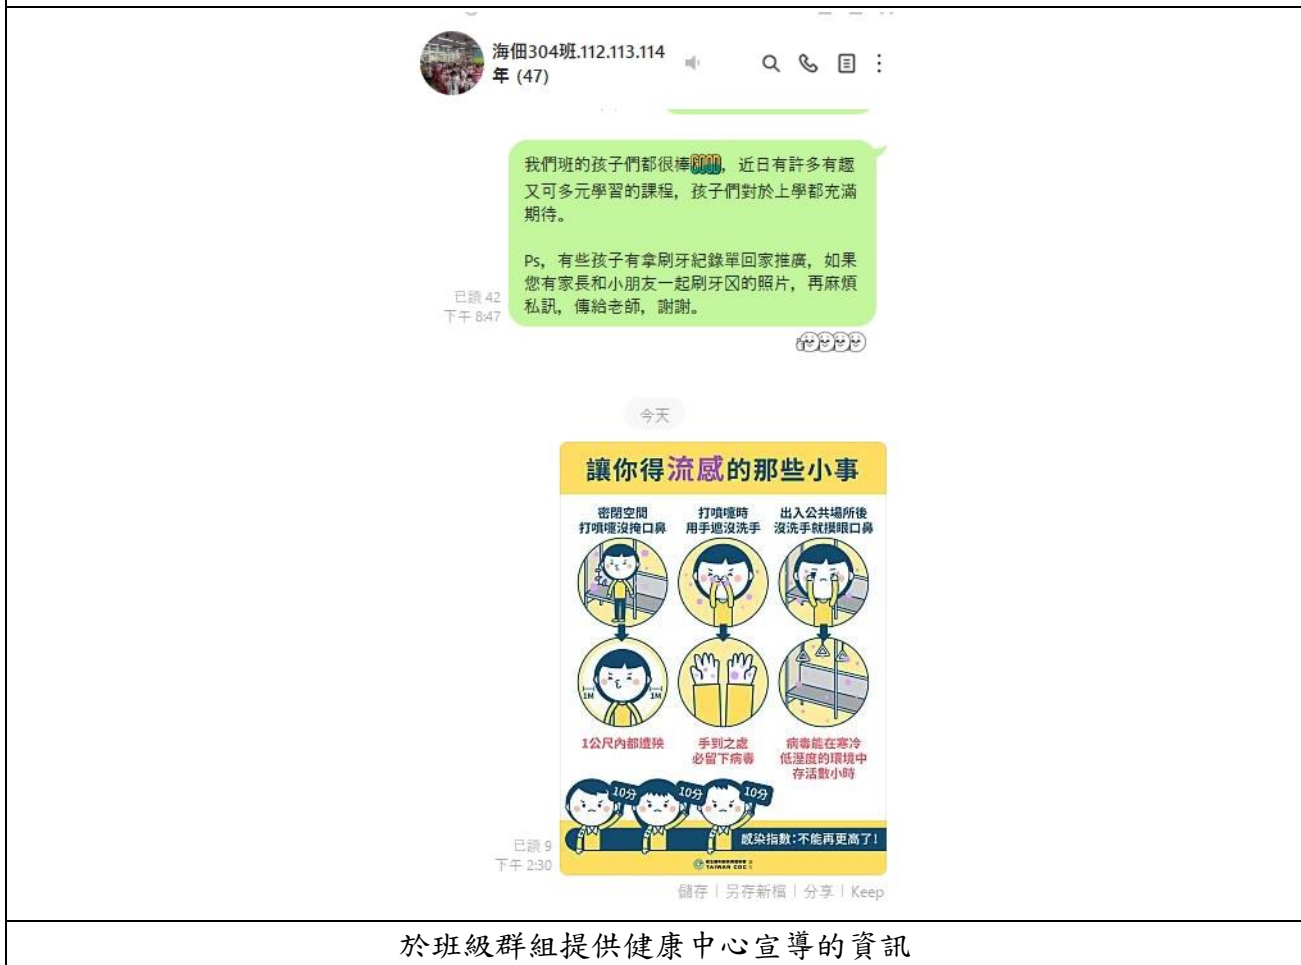 海佃304班.112.113.114
年 (47)
我們班的孩子們都很棒GOOD，近日有許多有趣
又可多元學習的課程，孩子們對於上學都充滿
期待。
Ps，有些孩子有拿刷牙紀錄單回家推廣，如果
您有家長和小朋友一起刷牙的照片，再麻煩
私訊，傳給老師，謝謝。
已讀 42
下午 8:47
今天
讓你得流感的那些小事
密閉空間
打噴嚏沒掩口鼻
打噴嚏時
用手遮沒洗手
出入公共場所後
沒洗手就摸眼口鼻
1M 1M
1公尺內都遭殃
手到之處
必留下病毒
病毒能在寒冷
低溼度的環境中
存活數小時
10分 10分 10分
感染指數：不能再更高了！
TAIWAN CDC
已讀 9
下午 2:30
儲存 | 另存新檔 | 分享 | Keep
於班級群組提供健康中心宣導的資訊